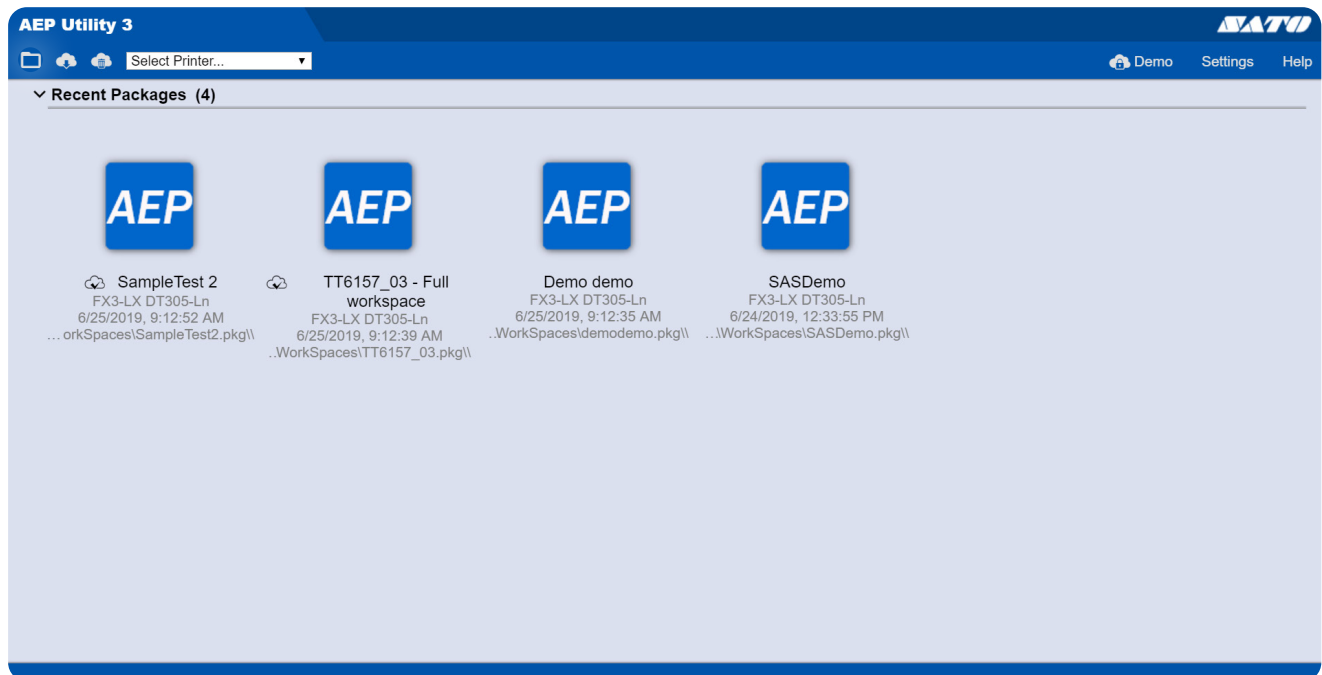 AEP Utility 3
SATO
Select Printer...
Demo
Settings
Help
Recent Packages (4)
AEP
AEP
AEP
AEP
SampleTest 2
FX3-LX DT305-Ln
6/25/2019, 9:12:52 AM
... orkSpaces\SampleTest2.pkg\\
TT6157_03 - Full
workspace
FX3-LX DT305-Ln
6/25/2019, 9:12:39 AM
..WorkSpaces\TT6157_03.pkg\\
Demo demo
FX3-LX DT305-Ln
6/25/2019, 9:12:35 AM
..WorkSpaces\demodemo.pkg\\
SASDemo
FX3-LX DT305-Ln
6/24/2019, 12:33:55 PM
...\WorkSpaces\SASDemo.pkg\\